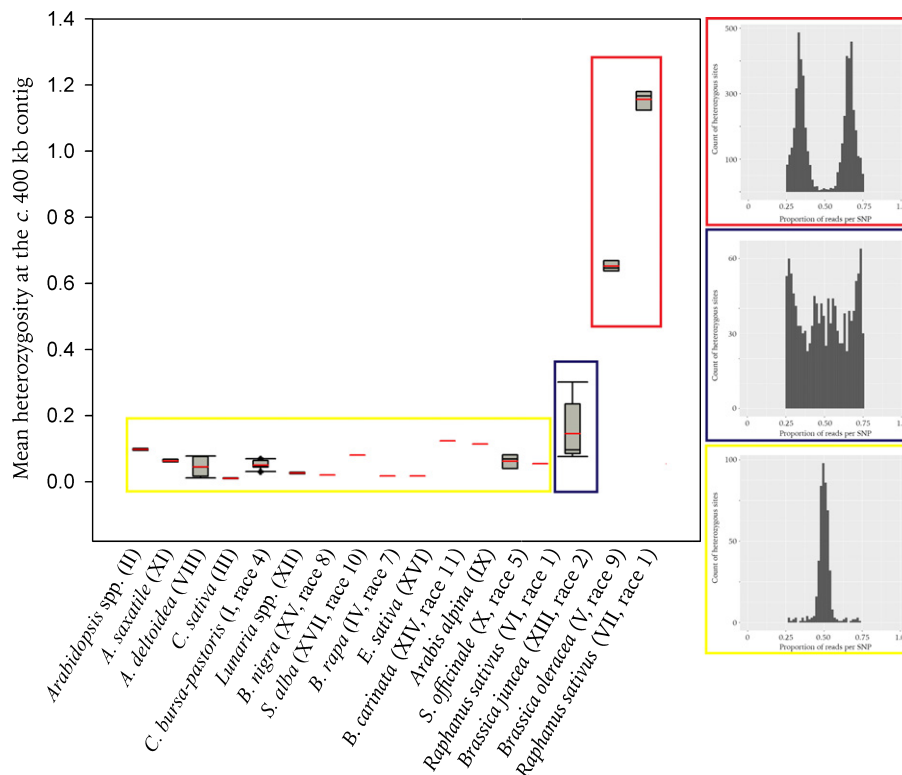 Mean heterozygosity at the c. 400 kb contig
1.4
1.2
1.0
0 8
0.6
0.4
0.2
0.0
Arabidopsis spp. (II)
A. saxatile (XI)
A. deltoidea (VIII)
C. sativa (III)
C. bursa-pastoris (I, race 4)
Lunaria spp. (XII)
B. nigra (XV, race 8)
S. alba (XVII, race 10)
B. rapa (IV, race 7)
E. sativa (XVI)
B. carinata (XIV, race 11)
Arabis alpina (IX)
S. officinale (X, race 5)
Raphanus sativus (VI, race 1)
Brassica juncea (XIII, race 2)
Brassica oleracea (V, race 9)
Raphanus sativus (VII, race 1)
Count of heterozygous sites
500
300
100
0 0.25 0.50 0.75 1.
Proportion of reads per SNP
Count of heterozygous sites
60
30
0
0 0.25 0.50 0.75 1.
Proportion of reads per SNP
Count of heterozygous sites
100
50
0
0 0.25 0.50 0.75 1.
Proportion of reads per SNP